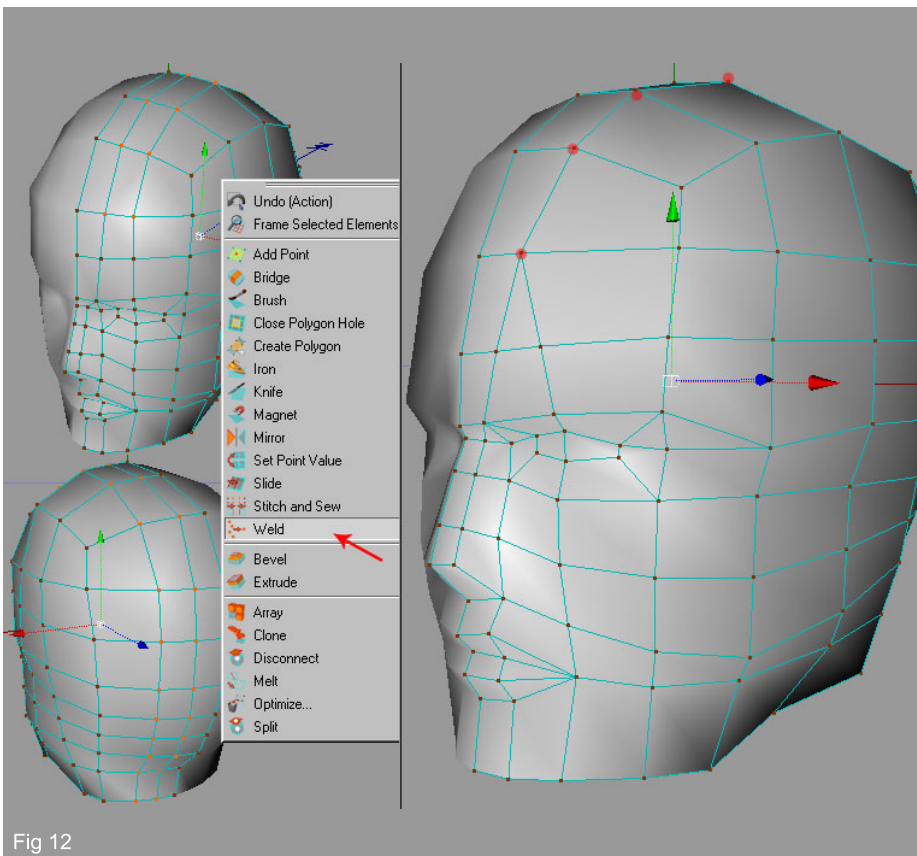 Undo (Action)
Frame Selected Elements
Add Point
Bridge
Brush
Close Polygon Hole
Create Polygon
Iron
Knife
Magnet
Mirror
Set Point Value
Slide
Stitch and Sew
Weld
Bevel
Extrude
Array
Clone
Disconnect
Melt
Optimize...
Split
Fig 12